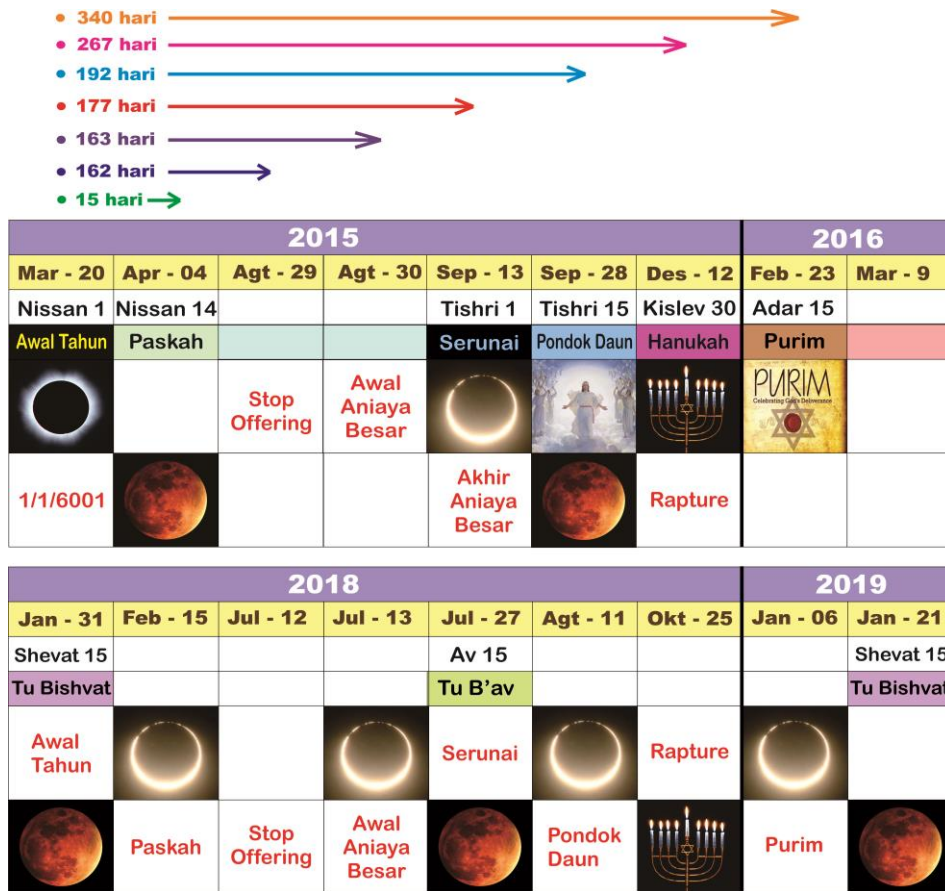 • 340 hari
• 267 hari
• 192 hari
• 177 hari
• 163 hari
• 162 hari
• 15 hari
2015 2016
Mar - 20 Apr - 04 Agt - 29 Agt - 30 Sep - 13 Sep - 28 Des - 12 Feb - 23 Mar - 9
Nissan 1 Nissan 14 Tishri 1 Tishri 15 Kislev 30 Adar 15
Awal Tahun Paskah Serunai Pondok Daun Hanukah Purim
Stop Offering
Awal Aniaya Besar
PURIM
Celebrating God's Deliverance
1/1/6001
Akhir Aniaya Besar
Rapture
2018 2019
Jan - 31 Feb - 15 Jul - 12 Jul - 13 Jul - 27 Agt - 11 Okt - 25 Jan - 06 Jan - 21
Shevat 15 Av 15 Shevat 15
Tu Bishvat Tu B'av Tu Bishvat
Awal Tahun
Serunai
Rapture
Paskah
Stop Offering
Awal Aniaya Besar
Pondok Daun
Purim